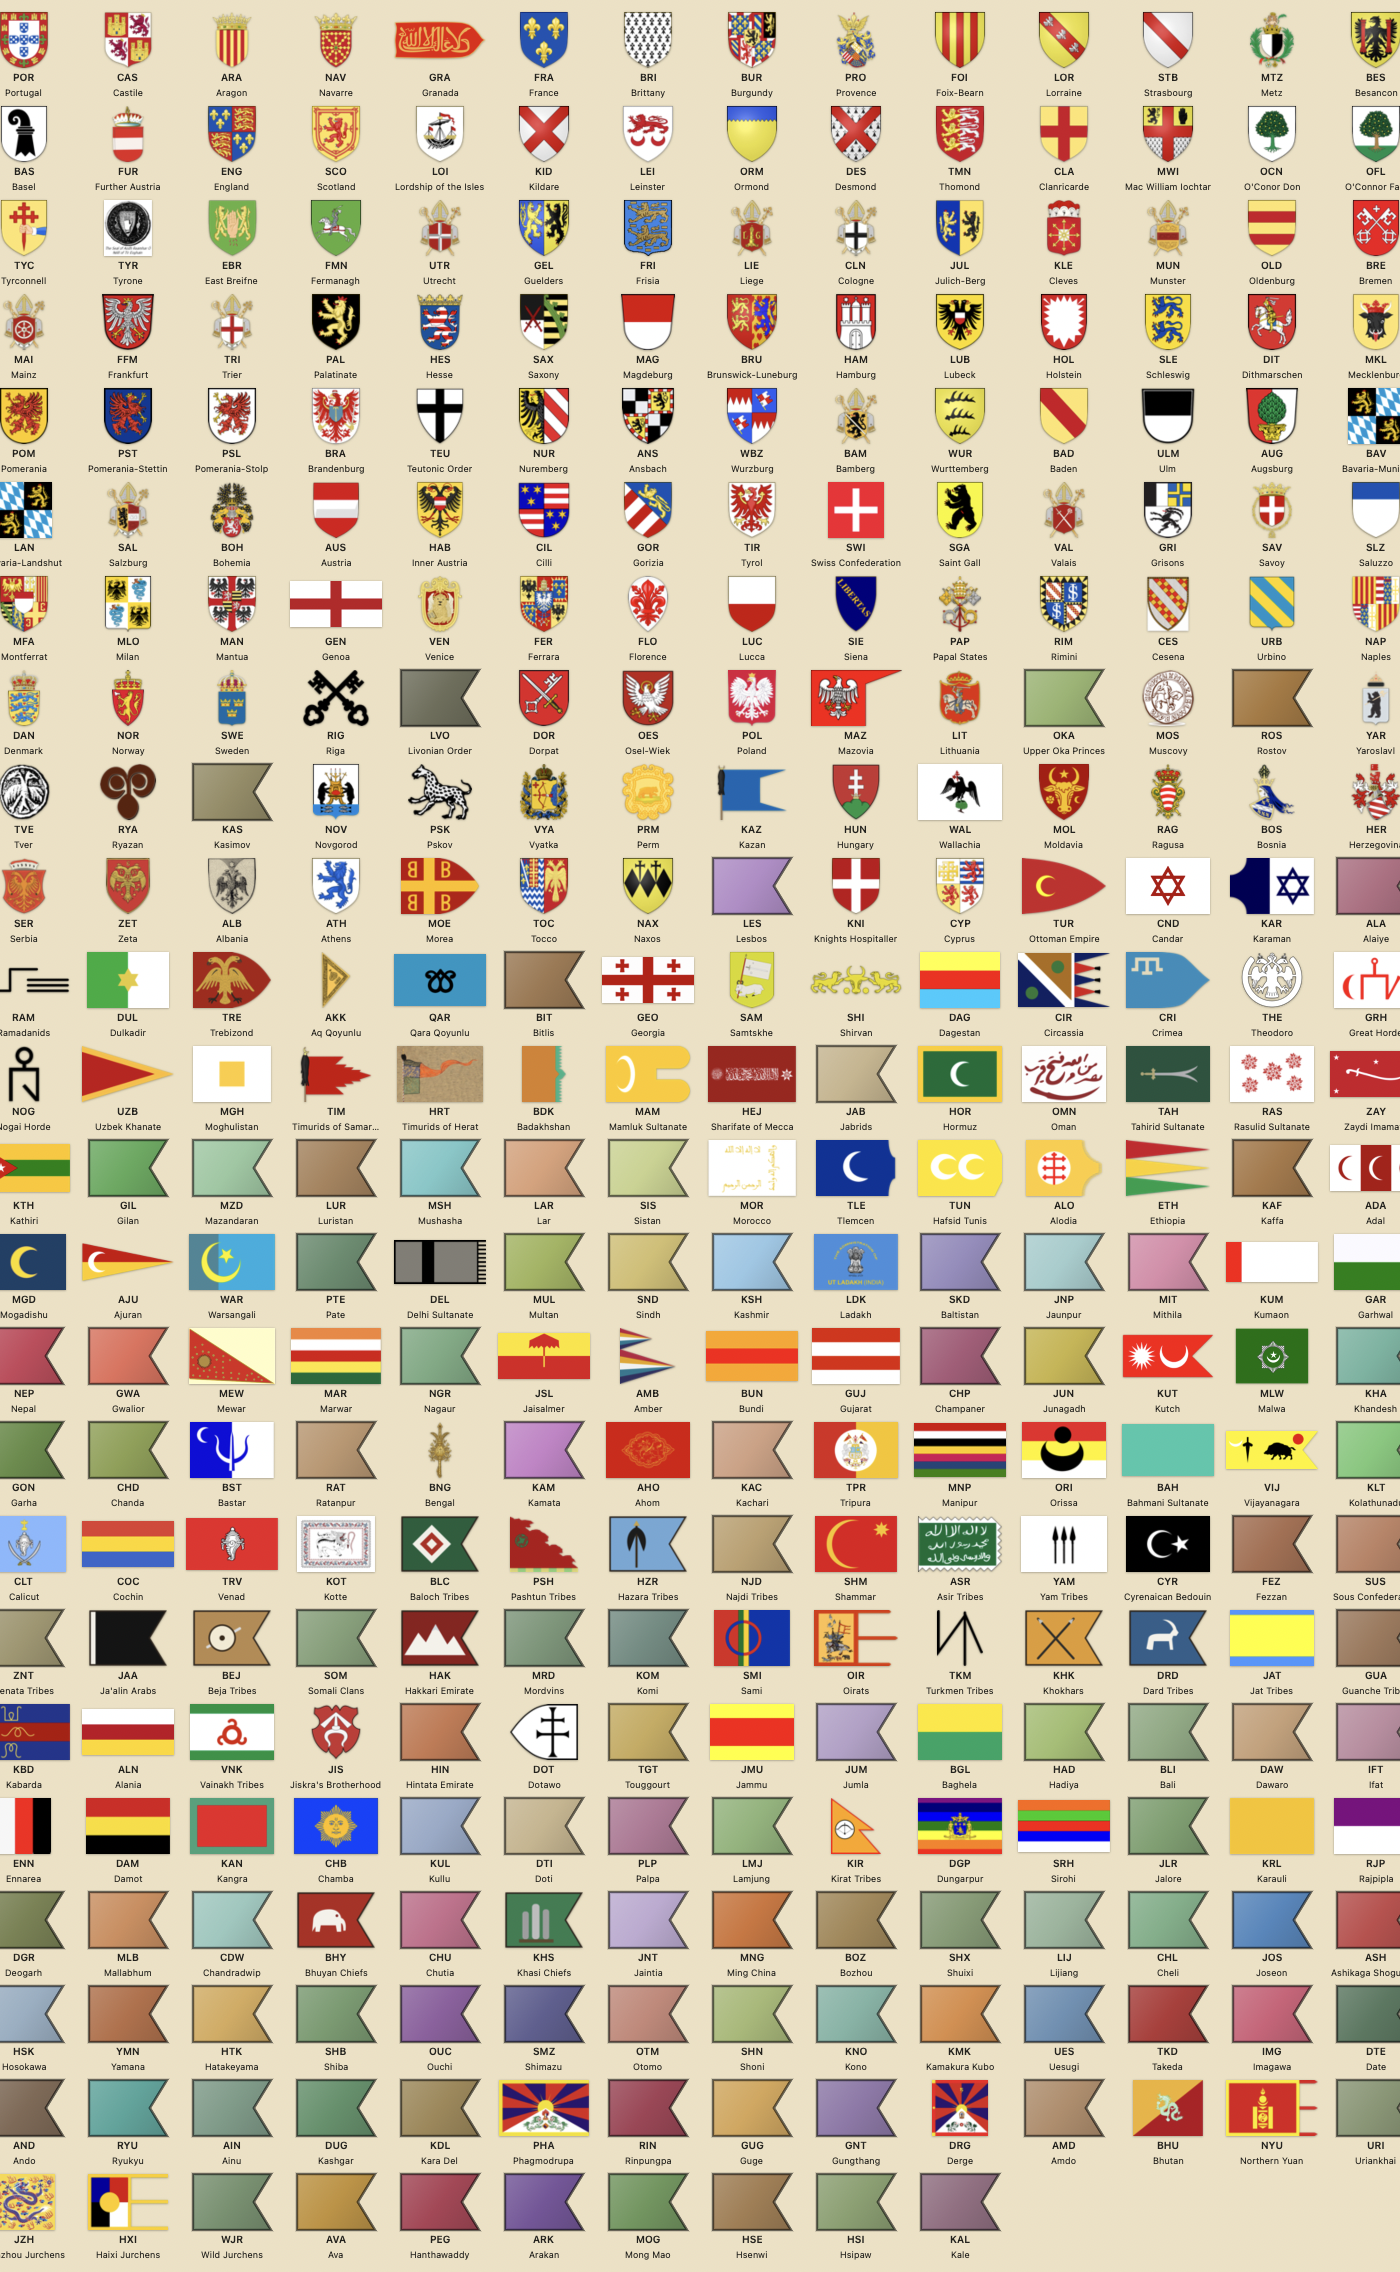 POR CAS ARA NAV GRA FRA BRI BUR PRO FOI LOR STB MTZ BES
Portugal Castile Aragon Navarre Granada France Brittany Burgundy Provence Foix-Bearn Lorraine Strasbourg Metz Besancon
BAS FUR ENG SCO LOI KID LEI ORM DES TMN CLA MWI OCN OFL
Basel Further Austria England Scotland Lordship of the Isles Kildare Leinster Ormond Desmond Thomond Clanricarde Mac William Iochtar O'Conor Don O'Connor Fa
TYC TYR EBR FMN UTR GEL FRI LIE CLN JUL KLE MUN OLD BRE
Tyrconnell Tyrone East Breifne Fermanagh Utrecht Guelders Frisia Liege Cologne Julich-Berg Cleves Munster Oldenburg Bremen
MAI FFM TRI PAL HES SAX MAG BRU HAM LUB HOL SLE DIT MKL
Mainz Frankfurt Trier Palatinate Hesse Saxony Magdeburg Brunswick-Luneburg Hamburg Lubeck Holstein Schleswig Dithmarschen Mecklenbur
POM PST PSL BRA TEU NUR ANS WBZ BAM WUR BAD ULM AUG BAV
Pomerania Pomerania-Stettin Pomerania-Stolp Brandenburg Teutonic Order Nuremberg Ansbach Wurzburg Bamberg Wurttemberg Baden Ulm Augsburg Bavaria-Muni
LAN SAL BOH AUS HAB CIL GOR TIR SWI SGA VAL GRI SAV SLZ
aria-Landshut Salzburg Bohemia Austria Inner Austria Cilli Gorizia Tyrol Swiss Confederation Saint Gall Valais Grisons Savoy Saluzzo
LIBERTAS
MFA MLO MAN GEN VEN FER FLO LUC SIE PAP RIM CES URB NAP
Montferrat Milan Mantua Genoa Venice Ferrara Florence Lucca Siena Papal States Rimini Cesena Urbino Naples
DAN NOR SWE RIG LVO DOR OES POL MAZ LIT OKA MOS ROS YAR
Denmark Norway Sweden Riga Livonian Order Dorpat Osel-Wiek Poland Mazovia Lithuania Upper Oka Princes Muscovy Rostov Yaroslavl
TVE RYA KAS NOV PSK VYA PRM KAZ HUN WAL MOL RAG BOS HER
Tver Ryazan Kasimov Novgorod Pskov Vyatka Perm Kazan Hungary Wallachia Moldavia Ragusa Bosnia Herzegovin
SER ZET ALB ATH MOE TOC NAX LES KNI CYP TUR CND KAR ALA
Serbia Zeta Albania Athens Morea Tocco Naxos Lesbos Knights Hospitaller Cyprus Ottoman Empire Candar Karaman Alaiye
RAM DUL TRE AKK QAR BIT GEO SAM SHI DAG CIR CRI THE GRH
Ramadanids Dulkadir Trebizond Aq Qoyunlu Qara Qoyunlu Bitlis Georgia Samtskhe Shirvan Dagestan Circassia Crimea Theodoro Great Horde
NOG UZB MGH TIM HRT BDK MAM HEJ JAB HOR OMN TAH RAS ZAY
Nogai Horde Uzbek Khanate Moghulistan Timurids of Samar... Timurids of Herat Badakhshan Mamluk Sultanate Sharifate of Mecca Jabrids Hormuz Oman Tahirid Sultanate Rasulid Sultanate Zaydi Imama
KTH GIL MZD LUR MSH LAR SIS MOR TLE TUN ALO ETH KAF ADA
Kathiri Gilan Mazandaran Luristan Mushasha Lar Sistan Morocco Tlemcen Hafsid Tunis Alodia Ethiopia Kaffa Adal
UT LADAKH (INDIA)
MGD AJU WAR PTE DEL MUL SND KSH LDK SKD JNP MIT KUM GAR
Mogadishu Ajuran Warsangali Pate Delhi Sultanate Multan Sindh Kashmir Ladakh Baltistan Jaunpur Mithila Kumaon Garhwal
NEP GWA MEW MAR NGR JSL AMB BUN GUJ CHP JUN KUT MLW KHA
Nepal Gwalior Mewar Marwar Nagaur Jaisalmer Amber Bundi Gujarat Champaner Junagadh Kutch Malwa Khandesh
GON CHD BST RAT BNG KAM AHO KAC TPR MNP ORI BAH VIJ KLT
Garha Chanda Bastar Ratanpur Bengal Kamata Ahom Kachari Tripura Manipur Orissa Bahmani Sultanate Vijayanagara Kolathunadu
CLT COC TRV KOT BLC PSH HZR NJD SHM ASR YAM CYR FEZ SUS
Calicut Cochin Venad Kotte Baloch Tribes Pashtun Tribes Hazara Tribes Najdi Tribes Shammar Asir Tribes Yam Tribes Cyrenaican Bedouin Fezzan Sous Confedera
ZNT JAA BEJ SOM HAK MRD KOM SMI OIR TKM KHK DRD JAT GUA
enata Tribes Ja'alin Arabs Beja Tribes Somali Clans Hakkari Emirate Mordvins Komi Sami Oirats Turkmen Tribes Khokhars Dard Tribes Jat Tribes Guanche Trib
KBD ALN VNK JIS HIN DOT TGT JMU JUM BGL HAD BLI DAW IFT
Kabarda Alania Vainakh Tribes Jiskra's Brotherhood Hintata Emirate Dotawo Touggourt Jammu Jumla Baghela Hadiya Bali Dawaro Ifat
ENN DAM KAN CHB KUL DTI PLP LMJ KIR DGP SRH JLR KRL RJP
Ennarea Damot Kangra Chamba Kullu Doti Palpa Lamjung Kirat Tribes Dungarpur Sirohi Jalore Karauli Rajpipla
DGR MLB CDW BHY CHU KHS JNT MNG BOZ SHX LIJ CHL JOS ASH
Deogarh Mallabhum Chandradwip Bhuyan Chiefs Chutia Khasi Chiefs Jaintia Ming China Bozhou Shuixi Lijiang Cheli Joseon Ashikaga Shogu
HSK YMN HTK SHB OUC SMZ OTM SHN KNO KMK UES TKD IMG DTE
Hosokawa Yamana Hatakeyama Shiba Ouchi Shimazu Otomo Shoni Kono Kamakura Kubo Uesugi Takeda Imagawa Date
AND RYU AIN DUG KDL PHA RIN GUG GNT DRG AMD BHU NYU URI
Ando Ryukyu Ainu Kashgar Kara Del Phagmodrupa Rinpungpa Guge Gungthang Derge Amdo Bhutan Northern Yuan Uriankhai
JZH HXI WJR AVA PEG ARK MOG HSE HSI KAL
zhou Jurchens Haixi Jurchens Wild Jurchens Ava Hanthawaddy Arakan Mong Mao Hsenwi Hsipaw Kale